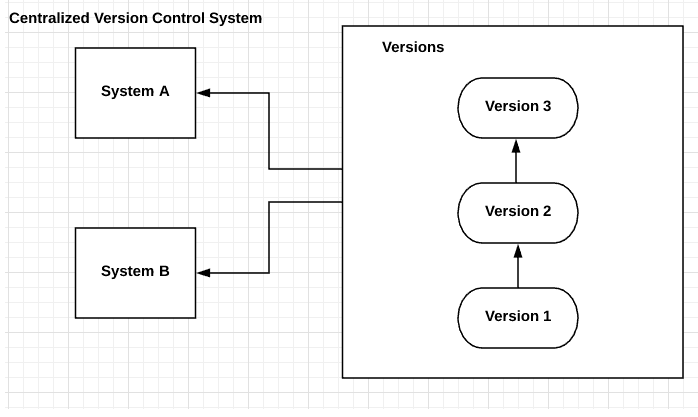 Centralized Version Control System
System A
System B
Versions
Version 3
Version 2
Version 1